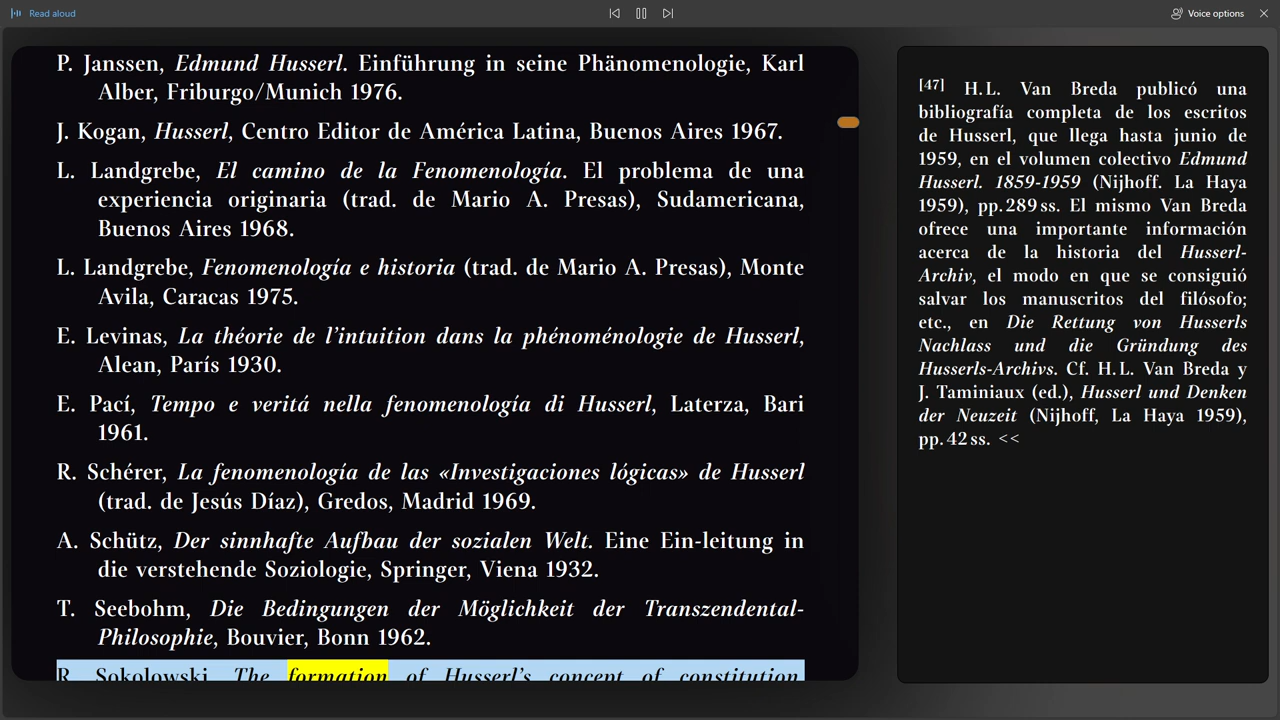 Read aloud
Voice options
P. Janssen, Edmund Husserl. Einführung in seine Phänomenologie, Karl
Alber, Friburgo/Munich 1976.
J. Kogan, Husserl, Centro Editor de América Latina, Buenos Aires 1967.
L. Landgrebe, El camino de la Fenomenología. El problema de una
experiencia originaria (trad. de Mario A. Presas), Sudamericana,
Buenos Aires 1968.
L. Landgrebe, Fenomenología e historia (trad. de Mario A. Presas), Monte
Avila, Caracas 1975.
E. Levinas, La théorie de l’intuition dans la phénoménologie de Husserl,
Alean, París 1930.
E. Pací, Tempo e veritá nella fenomenología di Husserl, Laterza, Bari
1961.
R. Schérer, La fenomenología de las «Investigaciones lógicas» de Husserl
(trad. de Jesús Díaz), Gredos, Madrid 1969.
A. Schütz, Der sinnhafte Aufbau der sozialen Welt. Eine Ein-leitung in
die verstehende Soziologie, Springer, Viena 1932.
T. Seebohm, Die Bedingungen der Möglichkeit der Transzendental-
Philosophie, Bouvier, Bonn 1962.
R. Sokolowski, The formation of Husserl’s concept of constitution,
[47] H.L. Van Breda publicó una
bibliografía completa de los escritos
de Husserl, que llega hasta junio de
1959, en el volumen colectivo Edmund
Husserl. 1859-1959 (Nijhoff. La Haya
1959), pp. 289 ss. El mismo Van Breda
ofrece una importante información
acerca de la historia del Husserl-
Archiv, el modo en que se consiguió
salvar los manuscritos del filósofo;
etc., en Die Rettung von Husserls
Nachlass und die Gründung des
Husserls-Archivs. Cf. H.L. Van Breda y
J. Taminiaux (ed.), Husserl und Denken
der Neuzeit (Nijhoff, La Haya 1959),
pp. 42 ss. <<